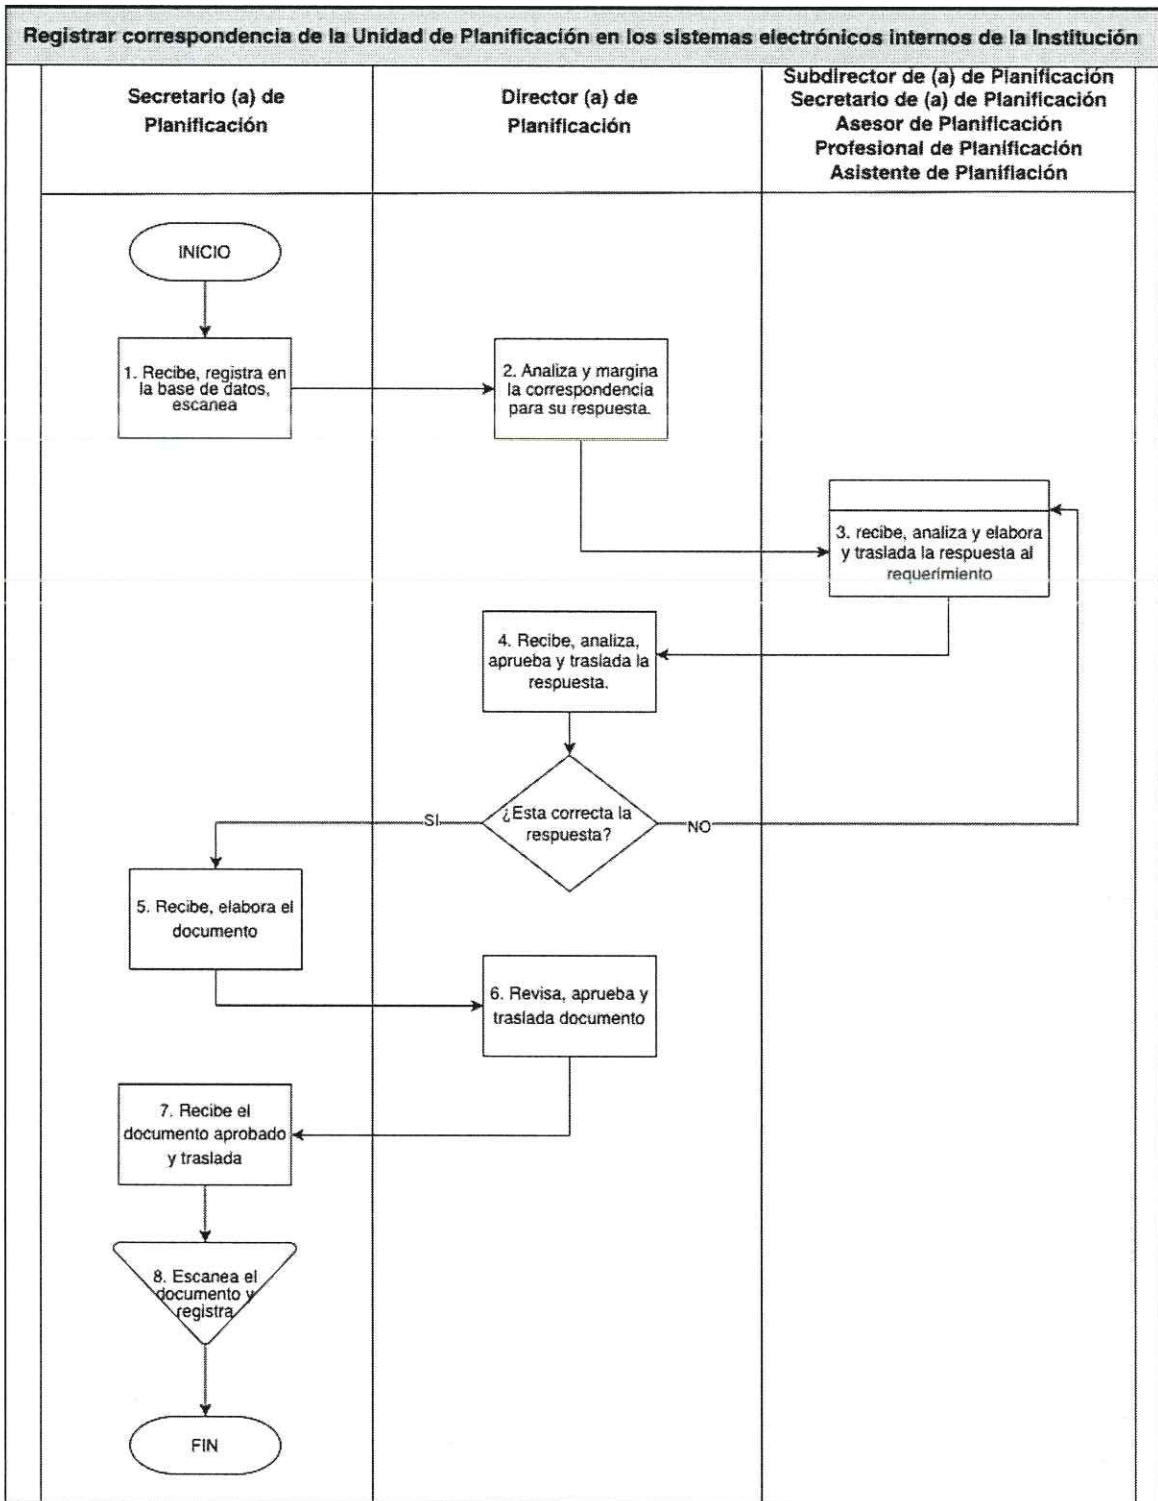 Registrar correspondencia de la Unidad de Planificación en los sistemas electrónicos internos de la Institución
Secretario (a) de
Planificación
Director (a) de
Planificación
Subdirector de (a) de Planificación
Secretario de (a) de Planificación
Asesor de Planificación
Profesional de Planificación
Asistente de Planifiación
INICIO
1. Recibe, registra en
la base de datos,
escanea
2. Analiza y margina
la correspondencia
para su respuesta.
3. recibe, analiza y elabora
y traslada la respuesta al
requerimiento
4. Recibe, analiza,
aprueba y traslada la
respuesta.
¿Esta correcta la
respuesta?
SI
NO
5. Recibe, elabora el
documento
6. Revisa, aprueba y
traslada documento
7. Recibe el
documento aprobado
y traslada
8. Escanea el
documento y
registra
FIN